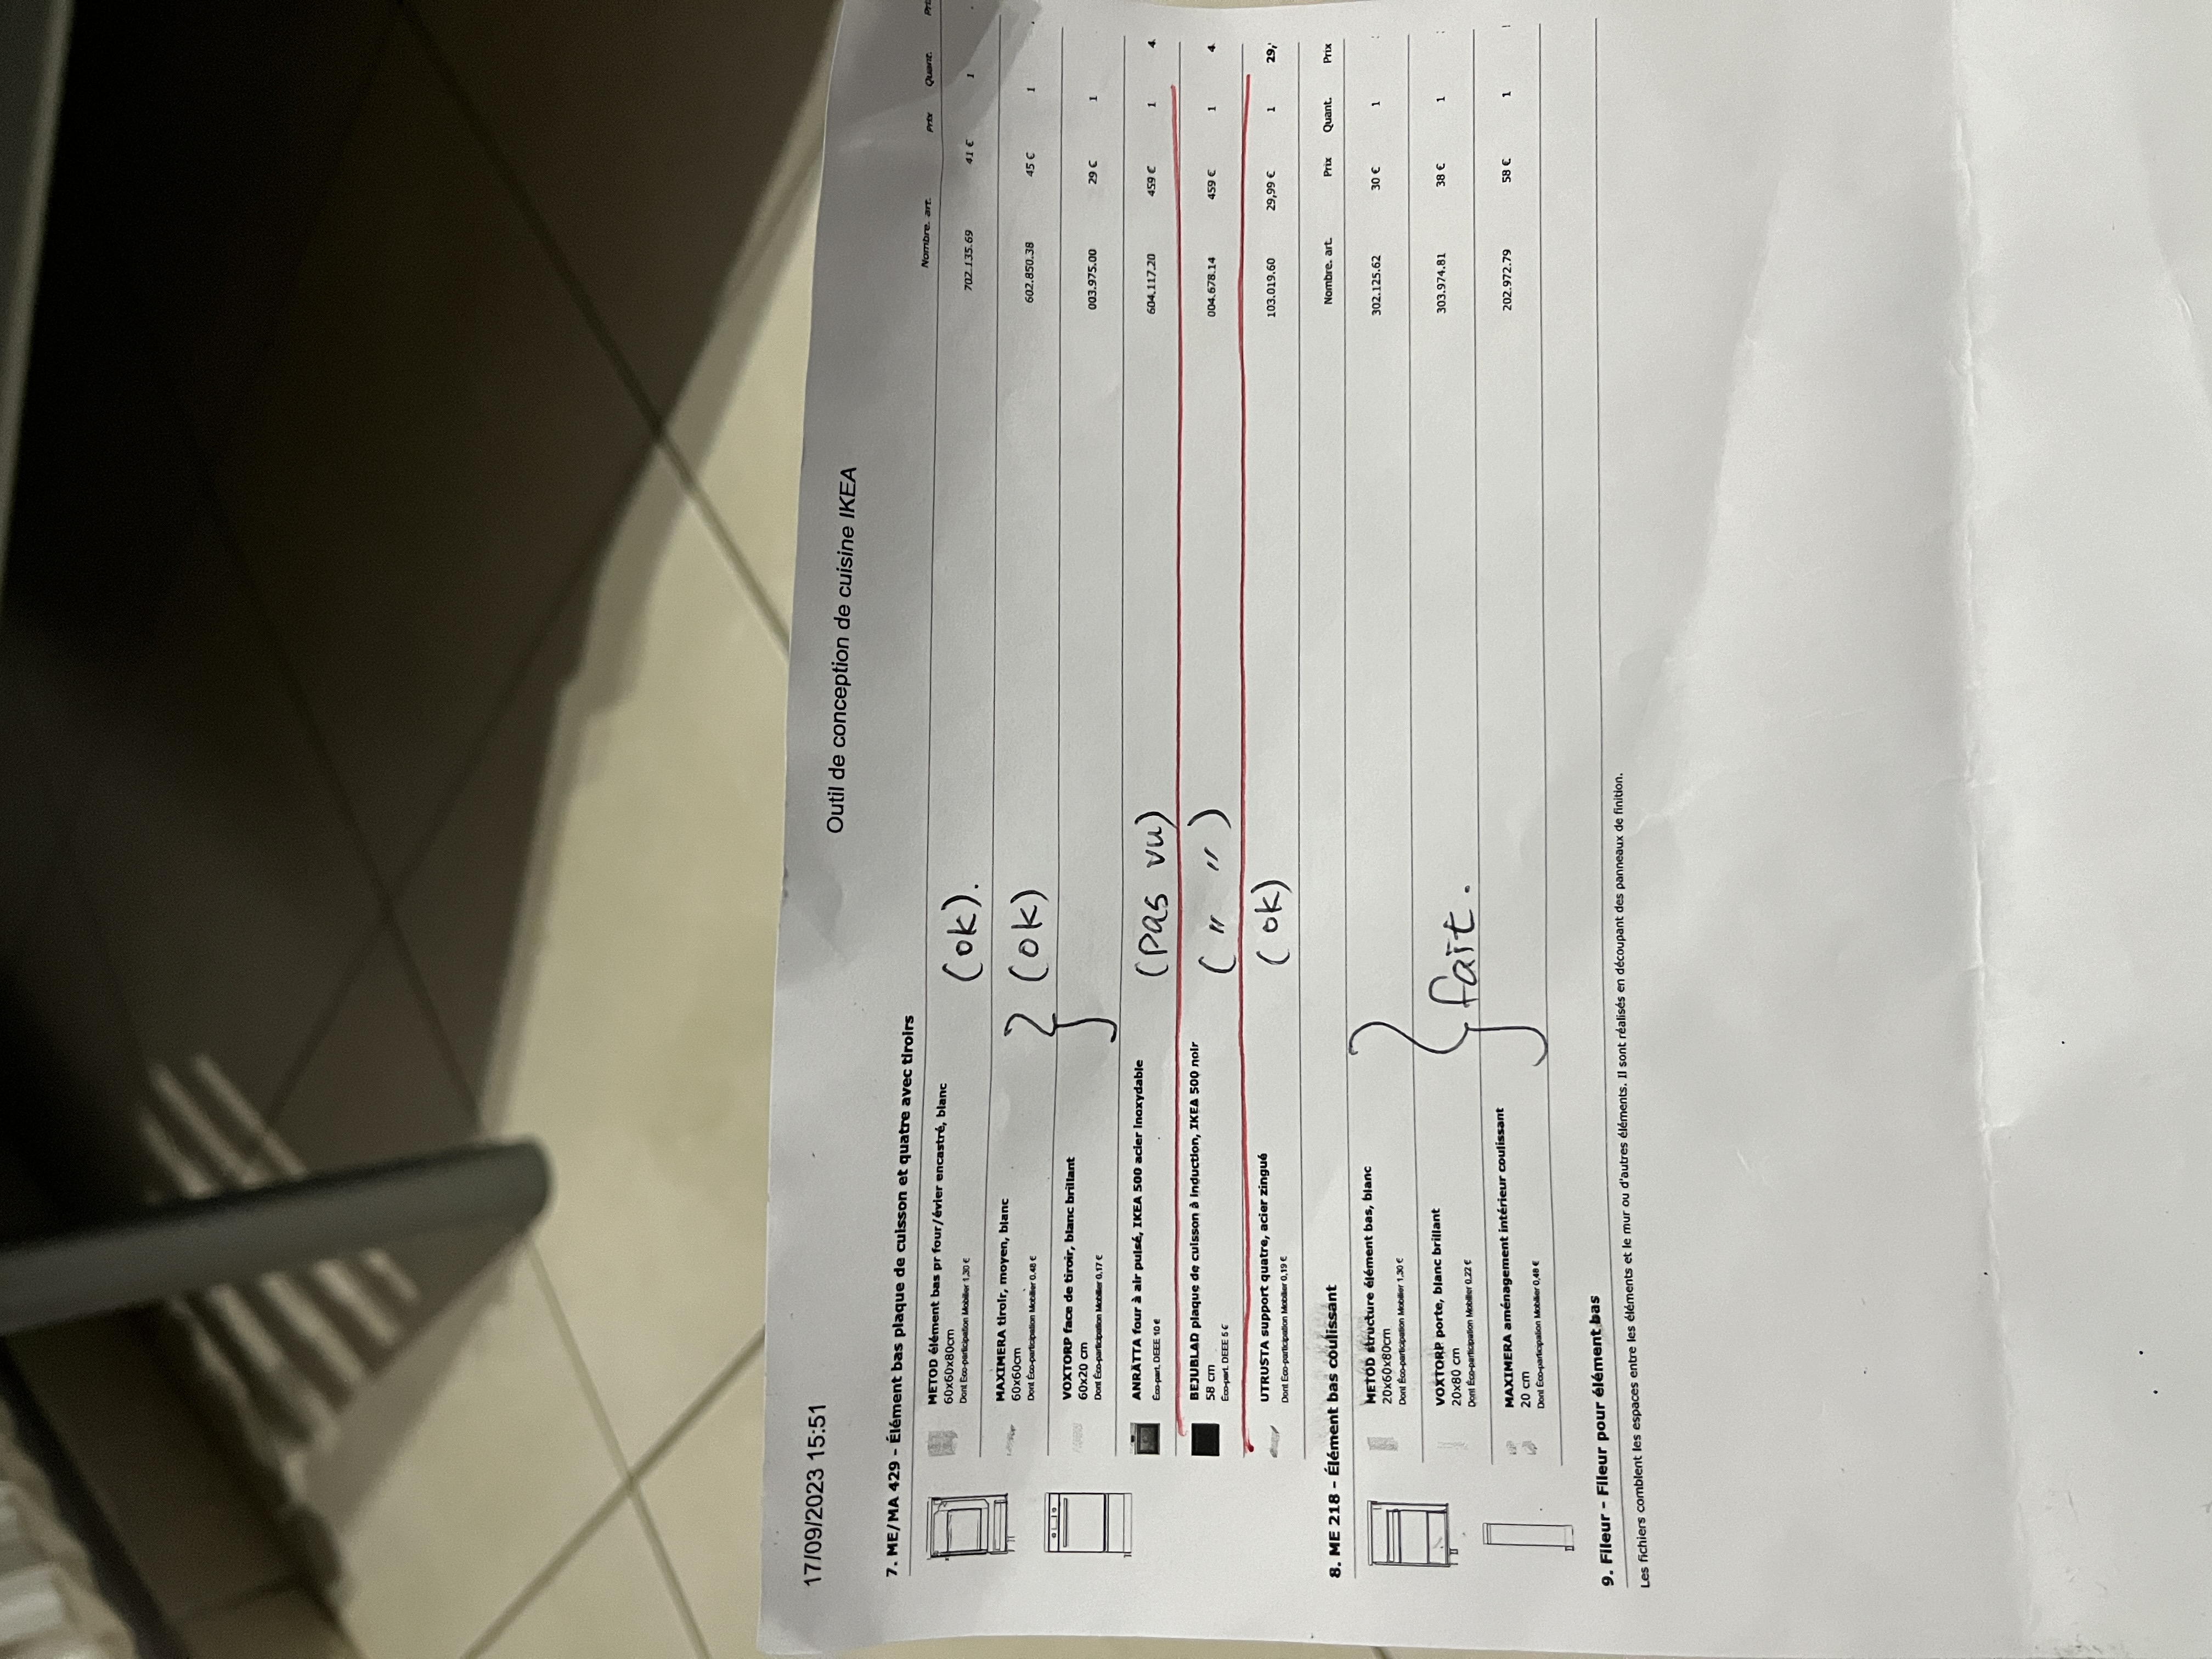 17/09/2023 15:51
Outil de conception de cuisine IKEA
7. ME/MA 429 - Élément bas plaque de cuisson et quatre avec tiroirs
Nombre. art. Prix Quant.
METOD élément bas pr four/évier encastré, blanc
60x60x80cm
Dont Éco-participation Mobilier 1,30 €
(ok).
702.135.69 41 € 1
MAXIMERA tiroir, moyen, blanc
60x60cm
Dont Éco-participation Mobilier 0,48 €
(ok)
602.850.38 45 € 1
VOXTORP face de tiroir, blanc brillant
60x20 cm
Dont Éco-participation Mobilier 0,17 €
003.975.00 29 € 1
ANRÄTTA four à air pulsé, IKEA 500 acier inoxydable
Éco-part. DEEE 10 €
(pas vu)
604.117.20 459 € 1 4
BEJUBLAD plaque de cuisson à induction, IKEA 500 noir
58 cm
Éco-part. DEEE 5 €
( " " )
004.678.14 459 € 1 4
UTRUSTA support quatre, acier zingué
Dont Éco-participation Mobilier 0,19 €
(ok)
103.019.60 29,99 € 1 29,
8. ME 218 - Élément bas coulissant
Nombre. art. Prix Quant. Prix
METOD structure élément bas, blanc
20x60x80cm
Dont Éco-participation Mobilier 1,30 €
302.125.62 30 € 1
VOXTORP porte, blanc brillant
20x80 cm
Dont Éco-participation Mobilier 0,22 €
fait.
303.974.81 38 € 1
MAXIMERA aménagement intérieur coulissant
20 cm
Dont Éco-participation Mobilier 0,48 €
202.972.79 58 € 1
9. Fileur - Fileur pour élément bas
Les fichiers comblent les espaces entre les éléments et le mur ou d'autres éléments. Il sont réalisés en découpant des panneaux de finition.